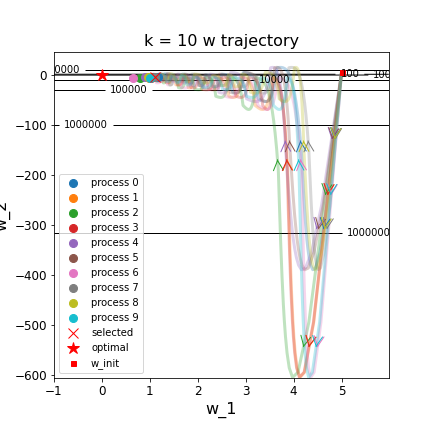 k = 10 w trajectory
0000
100
100
100000
10000
1000000
1000000
0
−100
−200
−300
−400
−500
−600
w_2
process 0
process 1
process 2
process 3
process 4
process 5
process 6
process 7
process 8
process 9
selected
optimal
w_init
−1
0
1
2
3
4
5
w_1